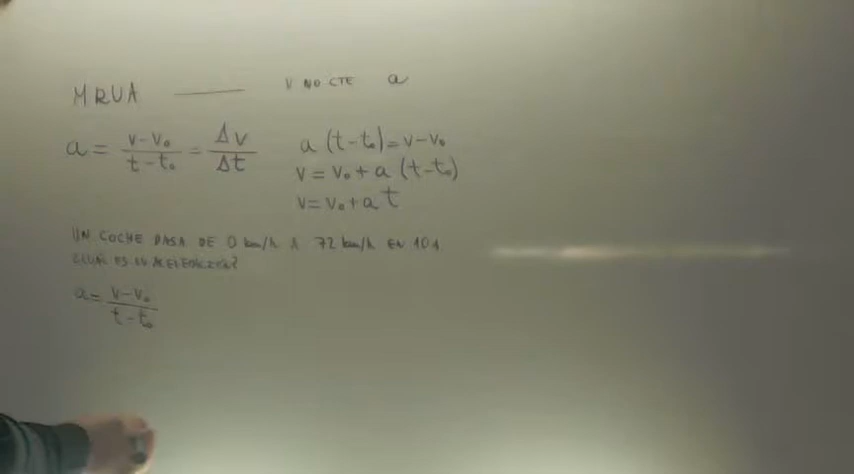 MRUA — V NO CTE a
a = v-v₀ / t-t₀ = Δv / Δt
a (t-t₀) = v-v₀
v = v₀ + a (t-t₀)
v = v₀ + a t
UN COCHE PASA DE 0 km/h A 72 km/h EN 10 s
¿CUÁL ES SU
a = v-v₀ / t-t₀